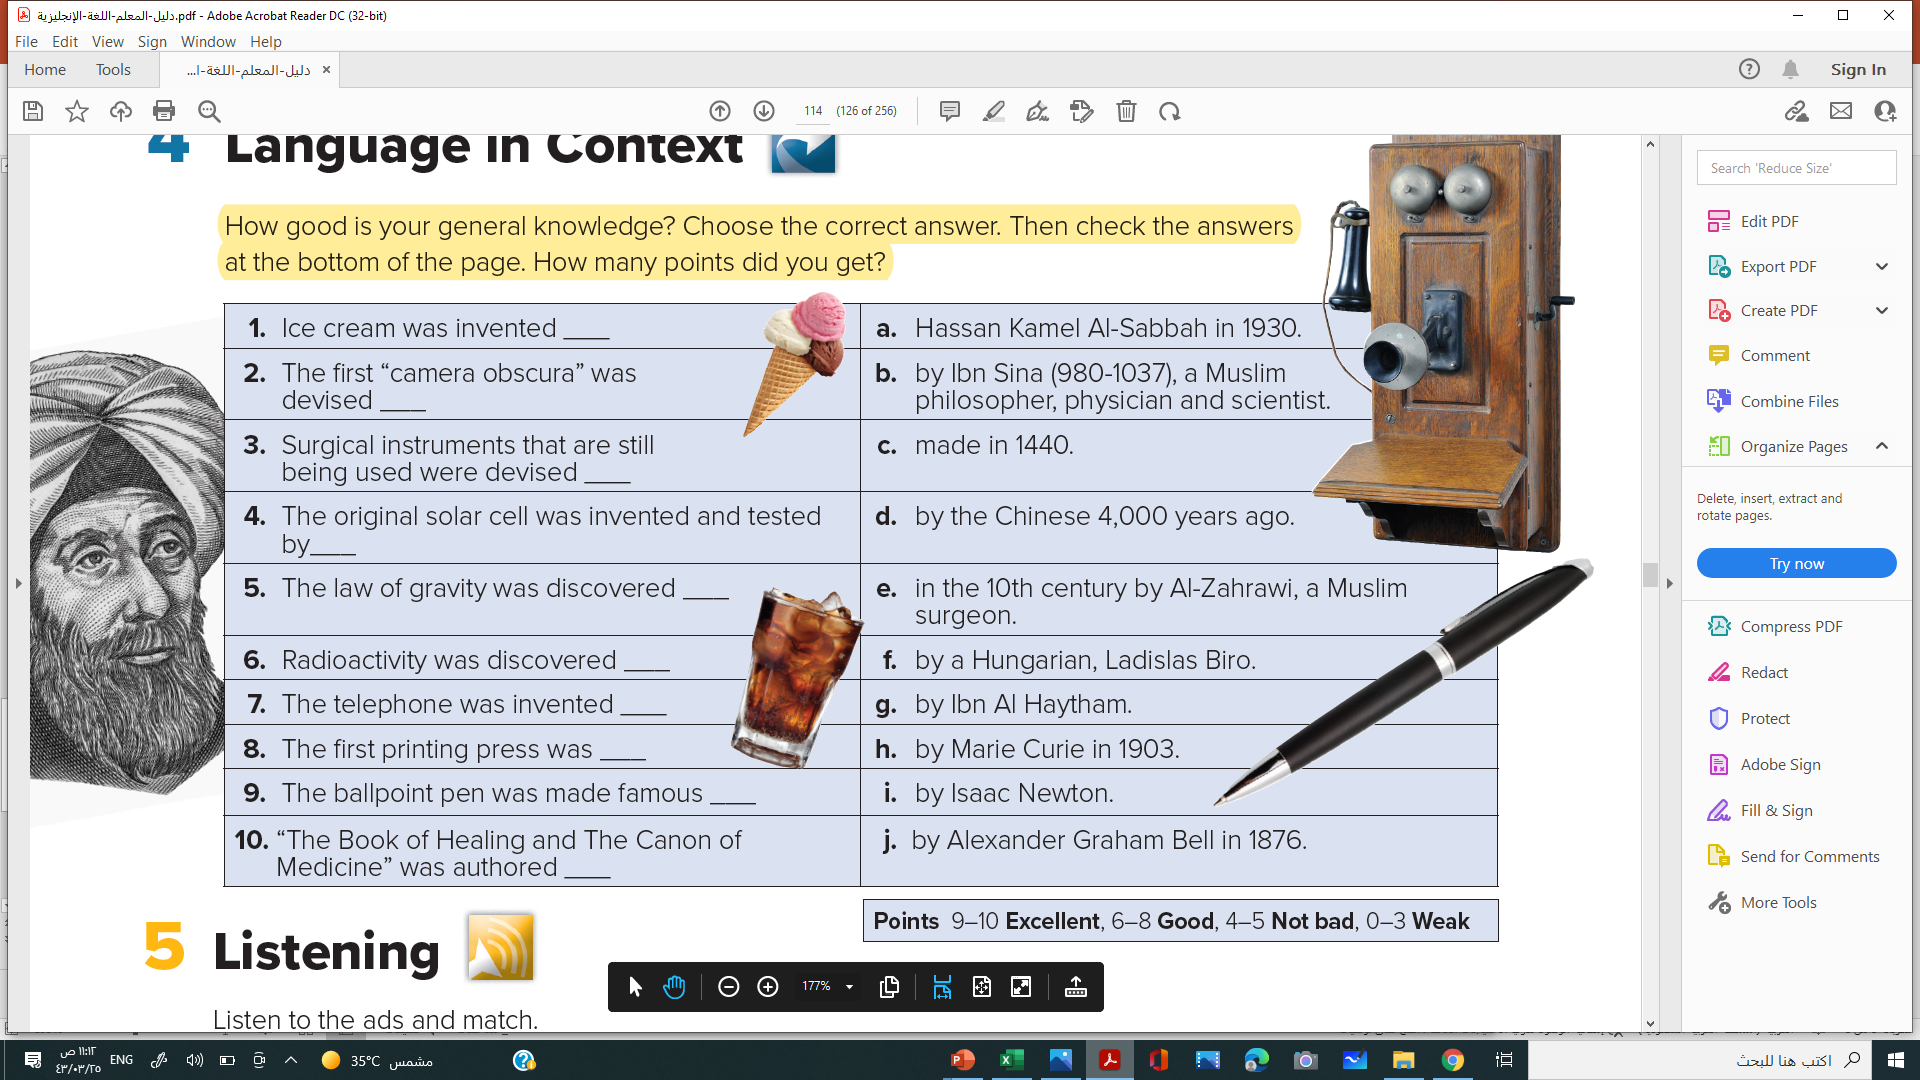 دليل-المعلم-اللغة-الإنجليزية.pdf - Adobe Acrobat Reader DC (32-bit)
File Edit View Sign Window Help
Home Tools دليل-المعلم-اللغة-ا... × Sign In
114 (126 of 256)
4 Language in Context
How good is your general knowledge? Choose the correct answer. Then check the answers
at the bottom of the page. How many points did you get?
1. Ice cream was invented ___
a. Hassan Kamel Al-Sabbah in 1930.
2. The first “camera obscura” was
devised ___
b. by Ibn Sina (980-1037), a Muslim
philosopher, physician and scientist.
3. Surgical instruments that are still
being used were devised ___
c. made in 1440.
4. The original solar cell was invented and tested
by___
d. by the Chinese 4,000 years ago.
5. The law of gravity was discovered ___
e. in the 10th century by Al-Zahrawi, a Muslim
surgeon.
6. Radioactivity was discovered ___
f. by a Hungarian, Ladislas Biro.
7. The telephone was invented ___
g. by Ibn Al Haytham.
8. The first printing press was ___
h. by Marie Curie in 1903.
9. The ballpoint pen was made famous ___
i. by Isaac Newton.
10. “The Book of Healing and The Canon of
Medicine” was authored ___
j. by Alexander Graham Bell in 1876.
Points 9–10 Excellent, 6–8 Good, 4–5 Not bad, 0–3 Weak
5 Listening
Listen to the ads and match.
177%
Search 'Reduce Size'
Edit PDF
Export PDF
Create PDF
Comment
Combine Files
Organize Pages
Delete, insert, extract and
rotate pages.
Try now
Compress PDF
Redact
Protect
Adobe Sign
Fill & Sign
Send for Comments
More Tools
١١:١٢ ص
٤٣/٠٣/٢٥
ENG
35°C مشمس
اكتب هنا للبحث